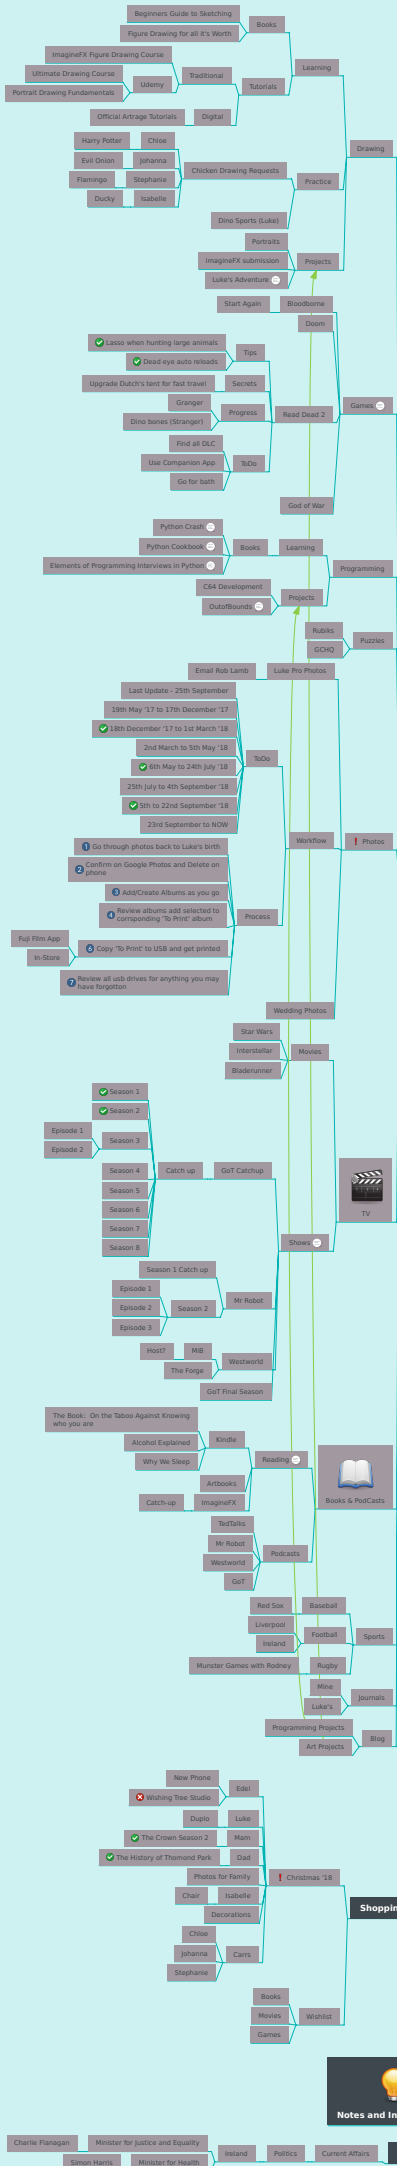 Beginners Guide to Sketching
Books
Figure Drawing for all it's Worth
ImagineFX Figure Drawing Course
Learning
Ultimate Drawing Course
Traditional
Udemy
Tutorials
Portrait Drawing Fundamentals
Official Artrage Tutorials
Digital
Harry Potter
Chloe
Drawing
Evil Onion
Johanna
Chicken Drawing Requests
Flamingo
Stephanie
Practice
Ducky
Isabelle
Dino Sports (Luke)
Portraits
ImagineFX submission
Projects
Luke's Adventure
Start Again
Bloodborne
Doom
Lasso when hunting large animals
Tips
Dead eye auto reloads
Upgrade Dutch's tent for fast travel
Secrets
Granger
Games
Progress
Read Dead 2
Dino bones (Stranger)
Find all DLC
Use Companion App
ToDo
Go for bath
God of War
Python Crash
Python Cookbook
Books
Learning
Elements of Programming Interviews in Python
Programming
C64 Development
Projects
OutofBounds
Rubiks
Puzzles
GCHQ
Email Rob Lamb
Luke Pro Photos
Last Update - 25th September
19th May '17 to 17th December '17
18th December '17 to 1st March '18
2nd March to 5th May '18
ToDo
6th May to 24th July '18
25th July to 4th September '18
5th to 22nd September '18
23rd September to NOW
Workflow
Photos
1 Go through photos back to Luke's birth
2 Confirm on Google Photos and Delete on
phone
3 Add/Create Albums as you go
4 Review albums add selected to
corrsponging 'To Print' album
Process
Fuji Film App
6 Copy 'To Print' to USB and get printed
In-Store
7 Review all usb drives for anything you may
have forgotten
Wedding Photos
Star Wars
Interstellar
Movies
Bladerunner
Season 1
Season 2
Episode 1
Season 3
Episode 2
Season 4
Catch up
GoT Catchup
Season 5
Season 6
Season 7
Season 8
TV
Shows
Season 1 Catch up
Episode 1
Mr Robot
Episode 2
Season 2
Episode 3
Host?
MIB
Westworld
The Forge
GoT Final Season
The Book: On the Taboo Against Knowing
who you are
Kindle
Alcohol Explained
Why We Sleep
Reading
Artbooks
Catch-up
ImagineFX
Books & PodCasts
TedTalks
Mr Robot
Podcasts
Westworld
GoT
Red Sox
Baseball
Liverpool
Football
Sports
Ireland
Munster Games with Rodney
Rugby
Mine
Journals
Luke's
Programming Projects
Blog
Art Projects
New Phone
Edel
Wishing Tree Studio
Duplo
Luke
The Crown Season 2
Mam
The History of Thomond Park
Dad
Photos for Family
Christmas '18
Chair
Isabelle
Decorations
Shoppin
Chloe
Johanna
Carrs
Stephanie
Books
Movies
Wishlist
Games
Notes and In
Charlie Flanagan
Minister for Justice and Equality
Ireland
Politics
Current Affairs
Simon Harris
Minister for Health